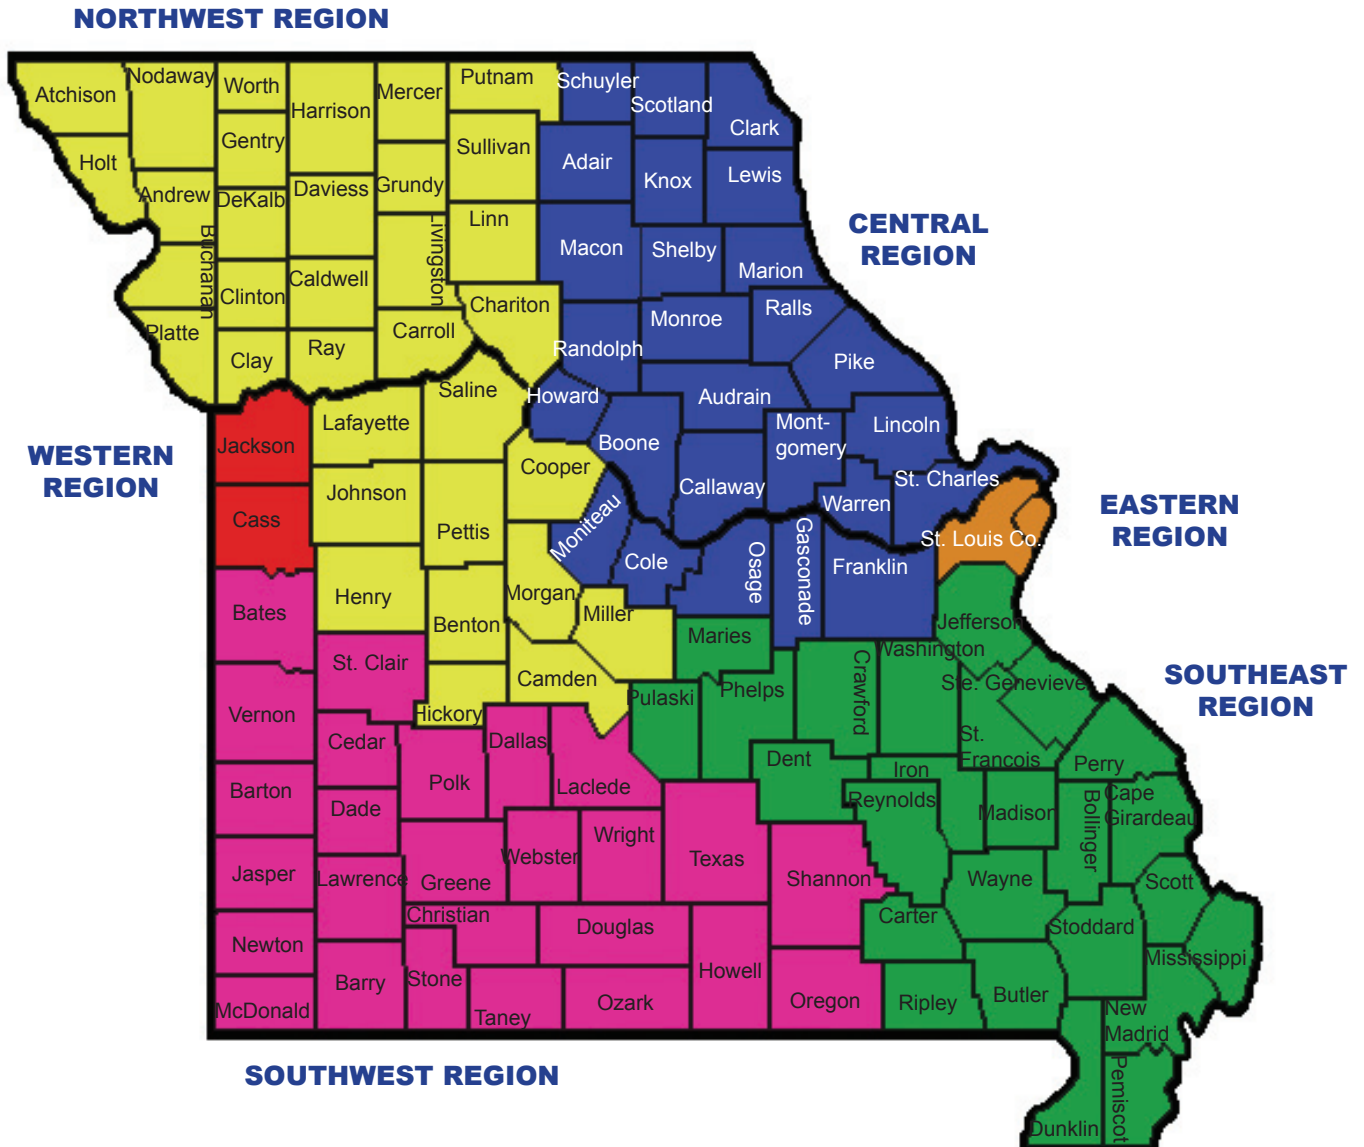 NORTHWEST REGION
Atchison
Nodaway
Worth
Harrison
Mercer
Putnam
Schuyler
Scotland
Clark
Gentry
Sullivan
Adair
Knox
Lewis
Holt
Andrew
DeKalb
Daviess
Grundy
Linn
Macon
Shelby
Marion
CENTRAL
REGION
Buchanan
Clinton
Caldwell
Livingston
Chariton
Monroe
Ralls
Platte
Clay
Ray
Carroll
Randolph
Pike
Saline
Howard
Audrain
WESTERN
REGION
Jackson
Lafayette
Boone
Mont-
gomery
Lincoln
Cooper
Cass
Johnson
Pettis
Callaway
Warren
St. Charles
EASTERN
REGION
Moniteau
Cole
Osage
Gasconade
Franklin
St. Louis Co.
Bates
Henry
Benton
Morgan
Miller
Maries
Jefferson
St. Clair
Camden
Crawford
Washington
Ste. Genevieve
SOUTHEAST
REGION
Vernon
Hickory
Pulaski
Phelps
St.
Francois
Cedar
Dallas
Polk
Laclede
Dent
Iron
Perry
Barton
Dade
Reynolds
Madison
Bollinger
Cape
Girardeau
Jasper
Lawrence
Greene
Webster
Wright
Texas
Shannon
Wayne
Scott
Christian
Douglas
Carter
Stoddard
Newton
Mississippi
Barry
Stone
Howell
McDonald
Taney
Ozark
Oregon
Ripley
Butler
New
Madrid
SOUTHWEST REGION
Pemiscot
Dunklin